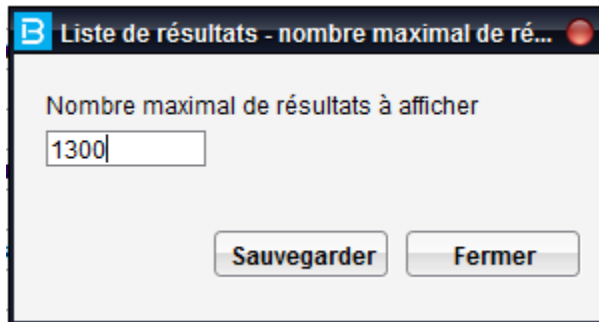 B Liste de résultats - nombre maximal de ré...
Nombre maximal de résultats à afficher
1300
Sauvegarder Fermer